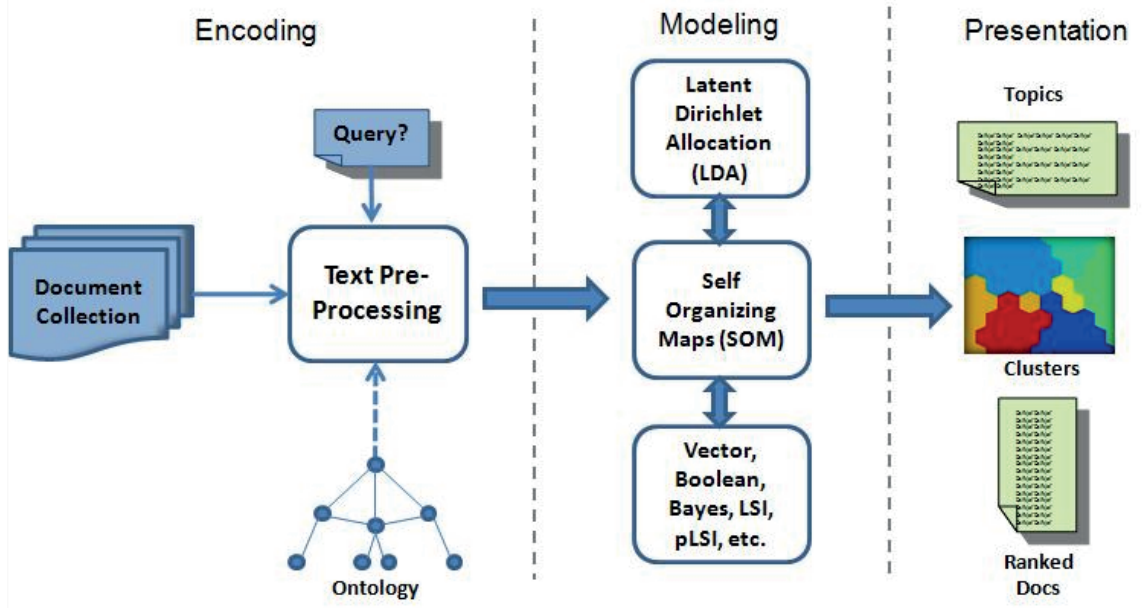 Encoding
Modeling
Presentation
Query?
Document
Collection
Text Pre-
Processing
Ontology
Latent
Dirichlet
Allocation
(LDA)
Self
Organizing
Maps (SOM)
Vector,
Boolean,
Bayes, LSI,
pLSI, etc.
Topics
Clusters
Ranked
Docs